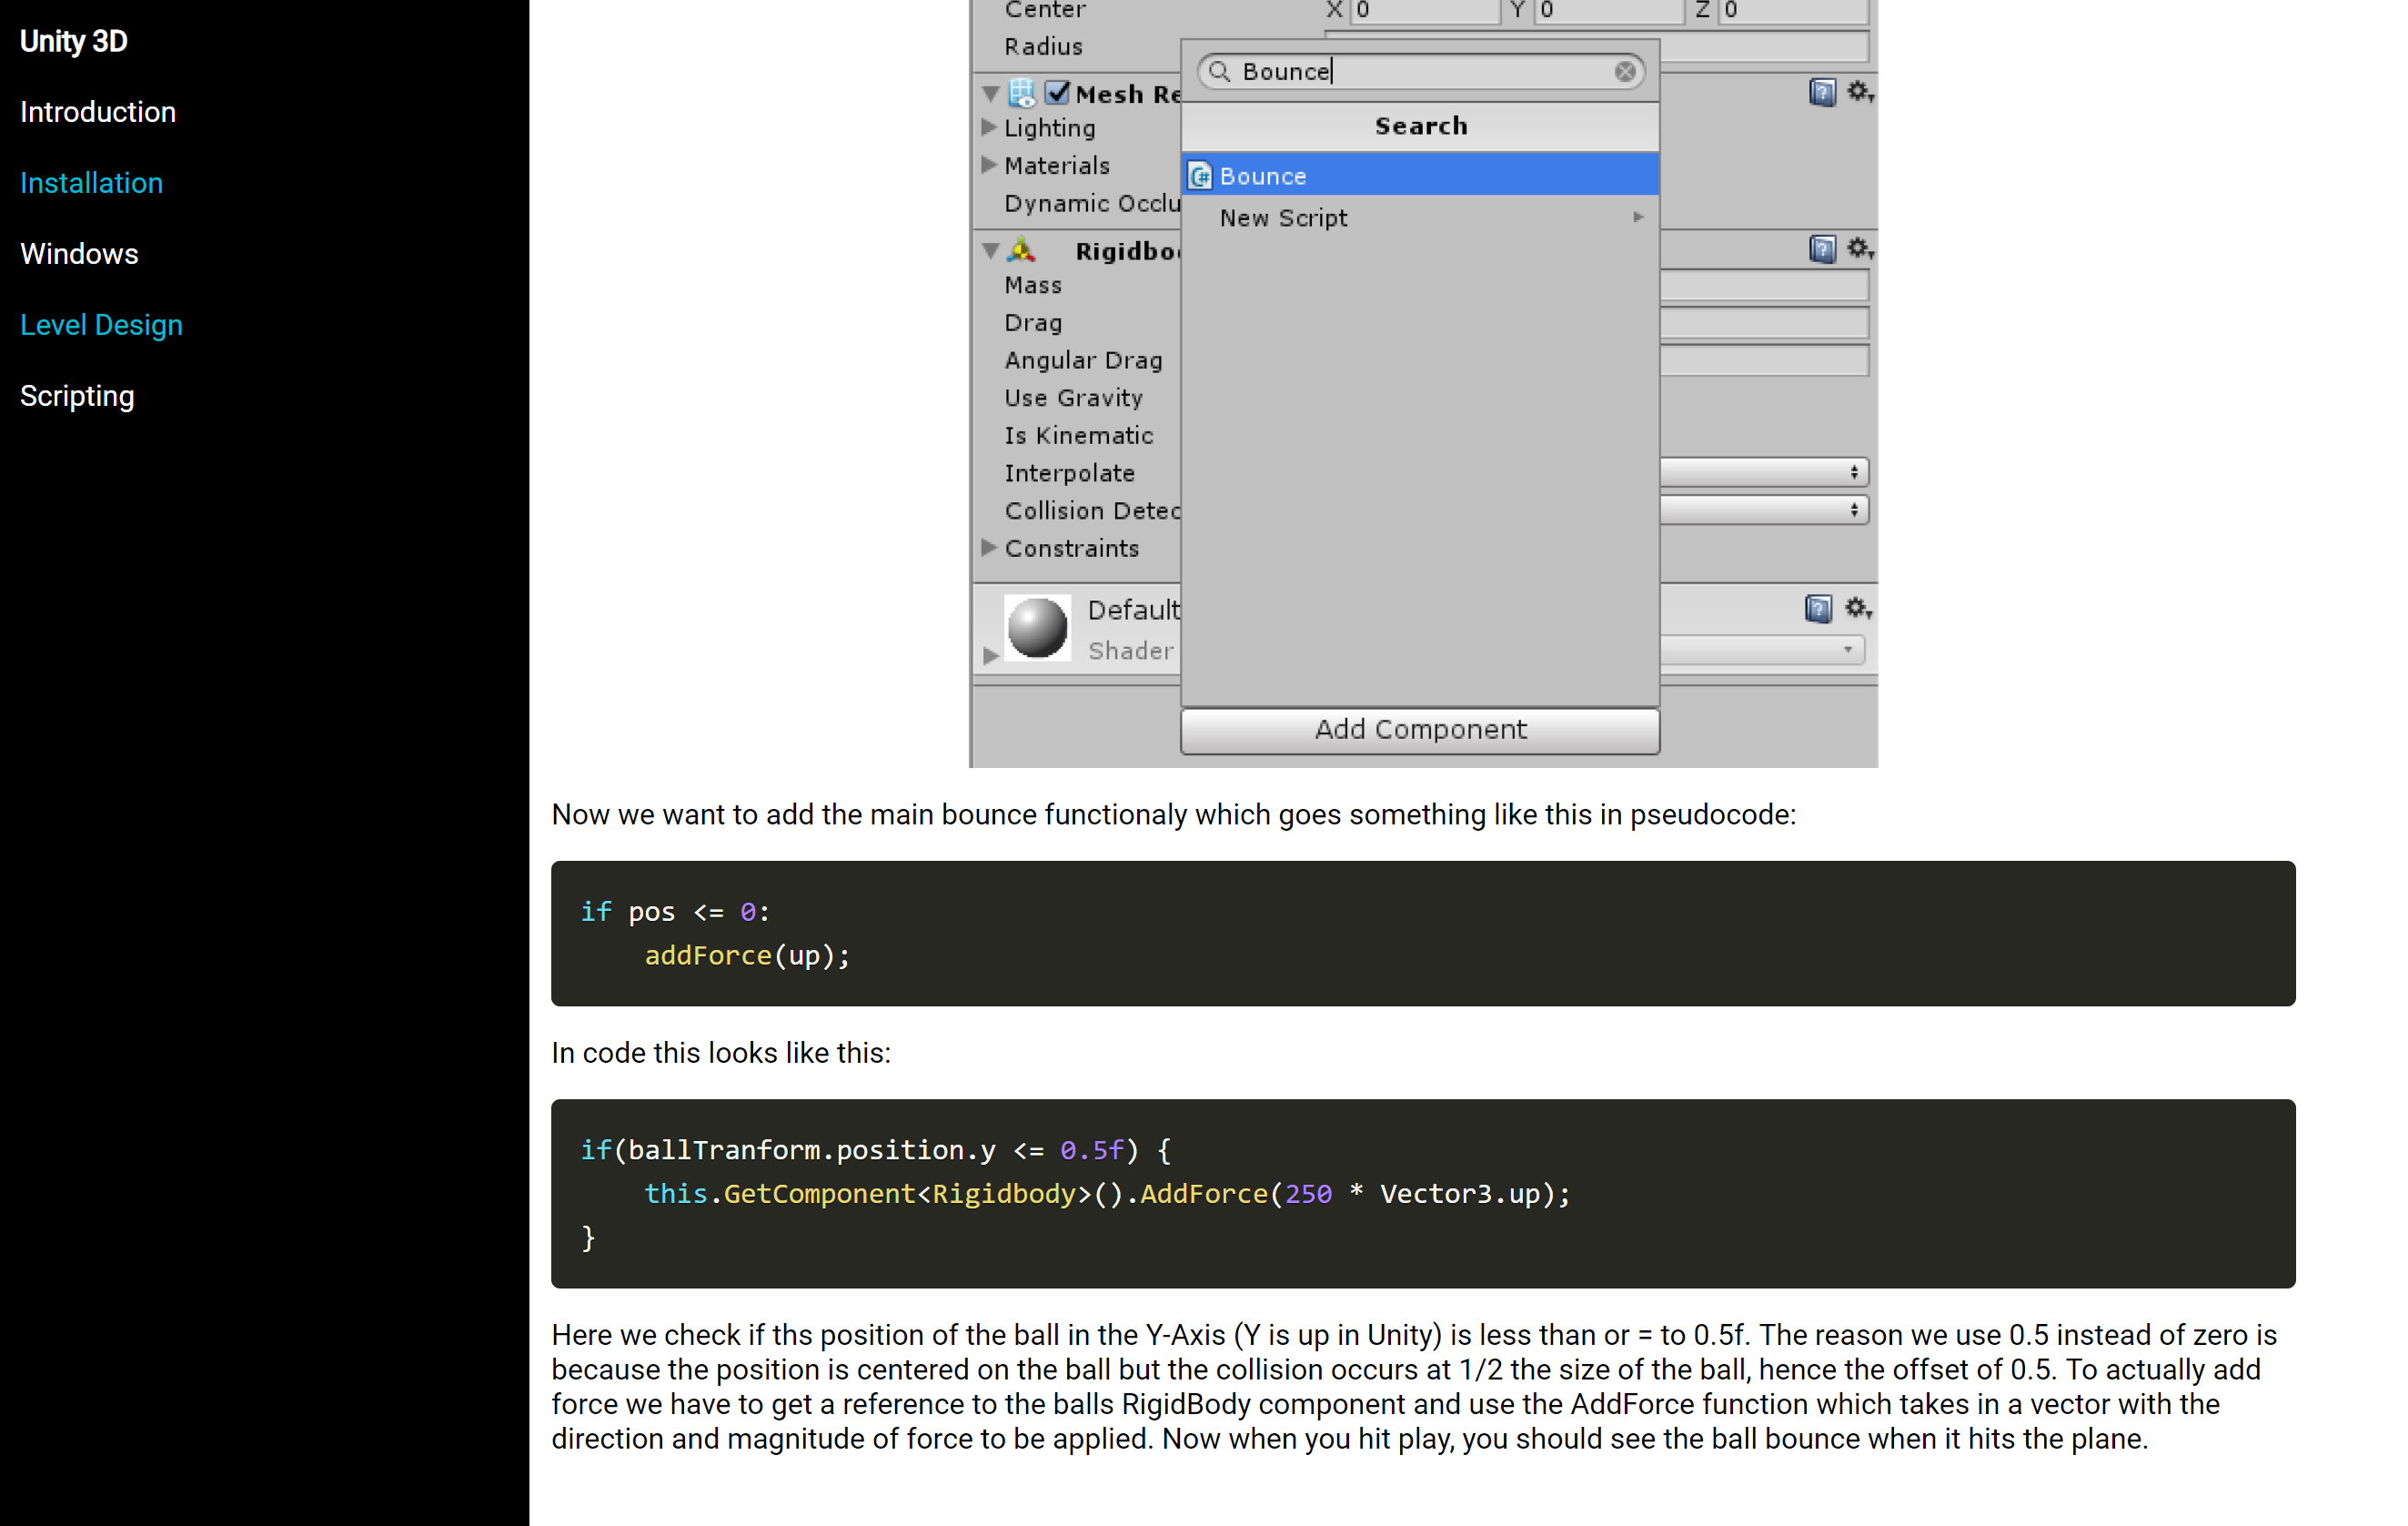 Unity 3D
Introduction
Installation
Windows
Level Design
Scripting
Center X 0 Y 0 Z 0
Radius
Bounce
Search
Bounce
New Script
Mesh Re
Lighting
Materials
Dynamic Occlu
Rigidbo
Mass
Drag
Angular Drag
Use Gravity
Is Kinematic
Interpolate
Collision Detec
Constraints
Default
Shader
Add Component
Now we want to add the main bounce functionaly which goes something like this in pseudocode:
if pos <= 0:
    addForce(up);
In code this looks like this:
if(ballTranform.position.y <= 0.5f) {
    this.GetComponent<Rigidbody>().AddForce(250 * Vector3.up);
}
Here we check if ths position of the ball in the Y-Axis (Y is up in Unity) is less than or = to 0.5f. The reason we use 0.5 instead of zero is
because the position is centered on the ball but the collision occurs at 1/2 the size of the ball, hence the offset of 0.5. To actually add
force we have to get a reference to the balls RigidBody component and use the AddForce function which takes in a vector with the
direction and magnitude of force to be applied. Now when you hit play, you should see the ball bounce when it hits the plane.